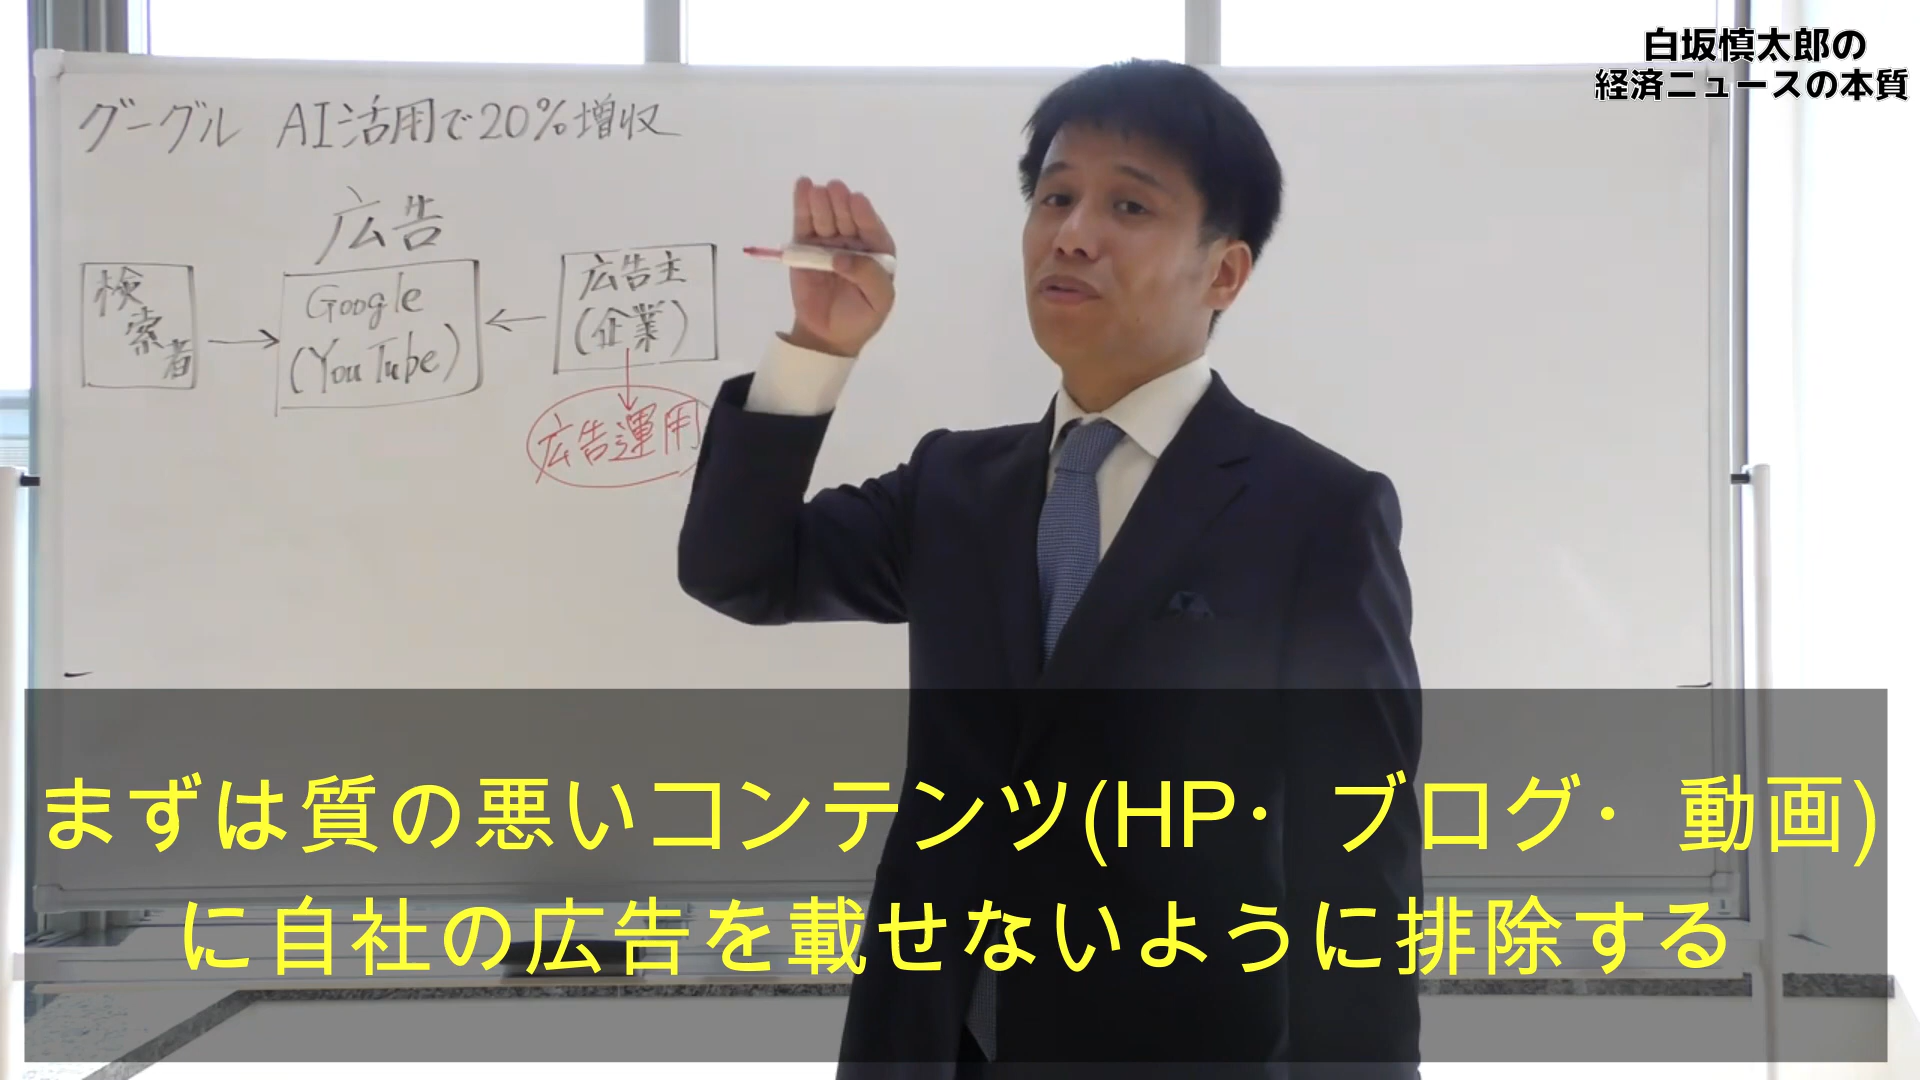 白坂慎太郎の
経済ニュースの本質
グーグル AI活用で20%増収
広告
検索者
Google
(YouTube)
広告主
(企業)
広告運用
まずは質の悪いコンテンツ(HP・ブログ・動画)
に自社の広告を載せないように排除する